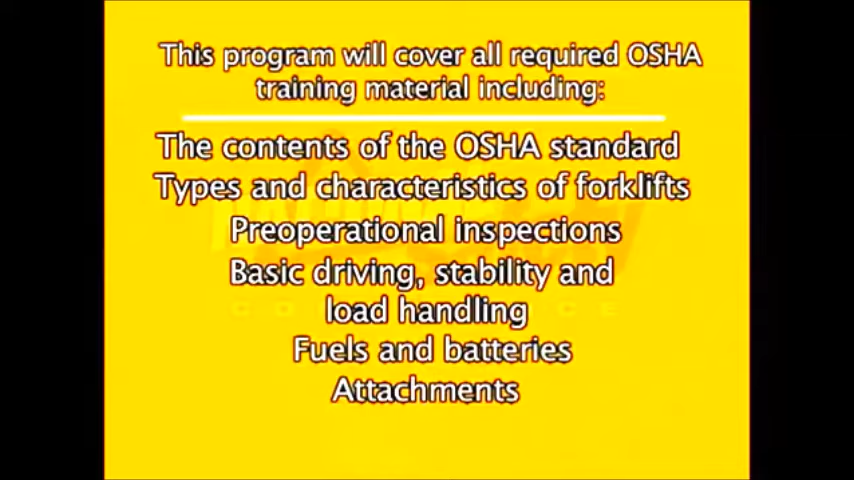 This program will cover all required OSHA
training material including:
The contents of the OSHA standard
Types and characteristics of forklifts
Preoperational inspections
Basic driving, stability and
load handling
Fuels and batteries
Attachments